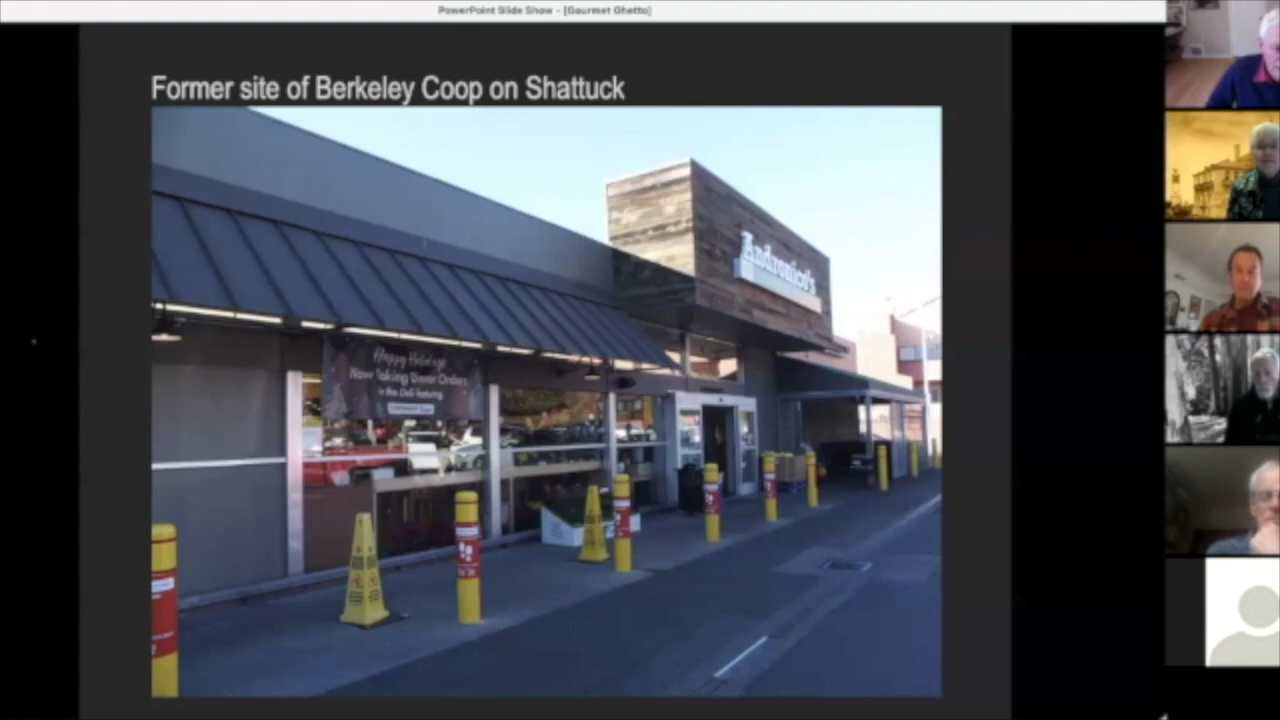 PowerPoint Slide Show - [Gourmet Ghetto]
Former site of Berkeley Coop on Shattuck
Andronico's
Happy Holidays
Now Taking Dinner Orders
in the Deli featuring